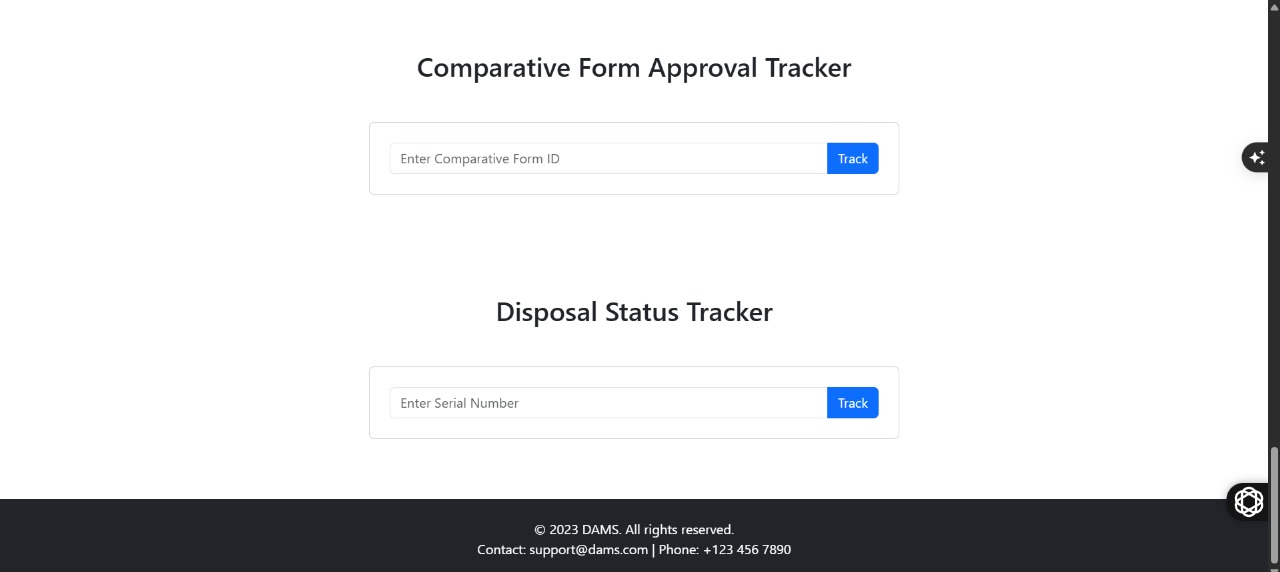 Comparative Form Approval Tracker
Enter Comparative Form ID
Track
Disposal Status Tracker
Enter Serial Number
Track
© 2023 DAMS. All rights reserved.
Contact: support@dams.com | Phone: +123 456 7890